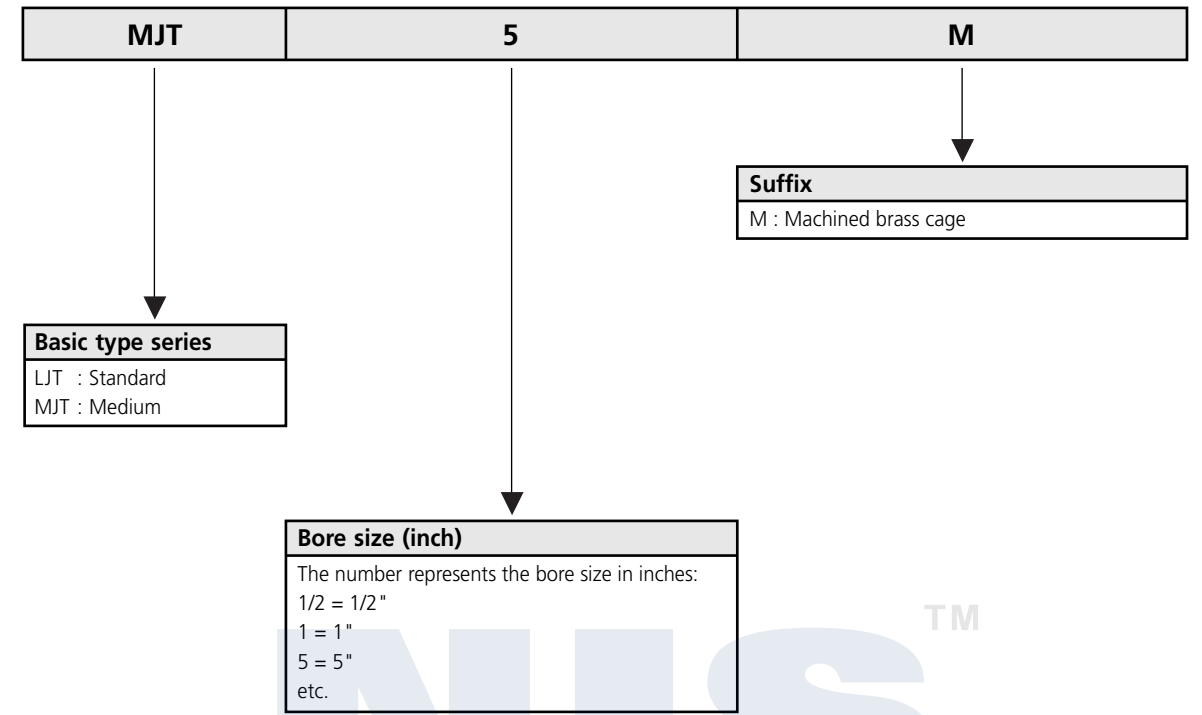 MJT 5 M
Suffix
M : Machined brass cage
Basic type series
LJT : Standard
MJT : Medium
Bore size (inch)
The number represents the bore size in inches:
1/2 = 1/2"
1 = 1"
5 = 5"
etc.
TM